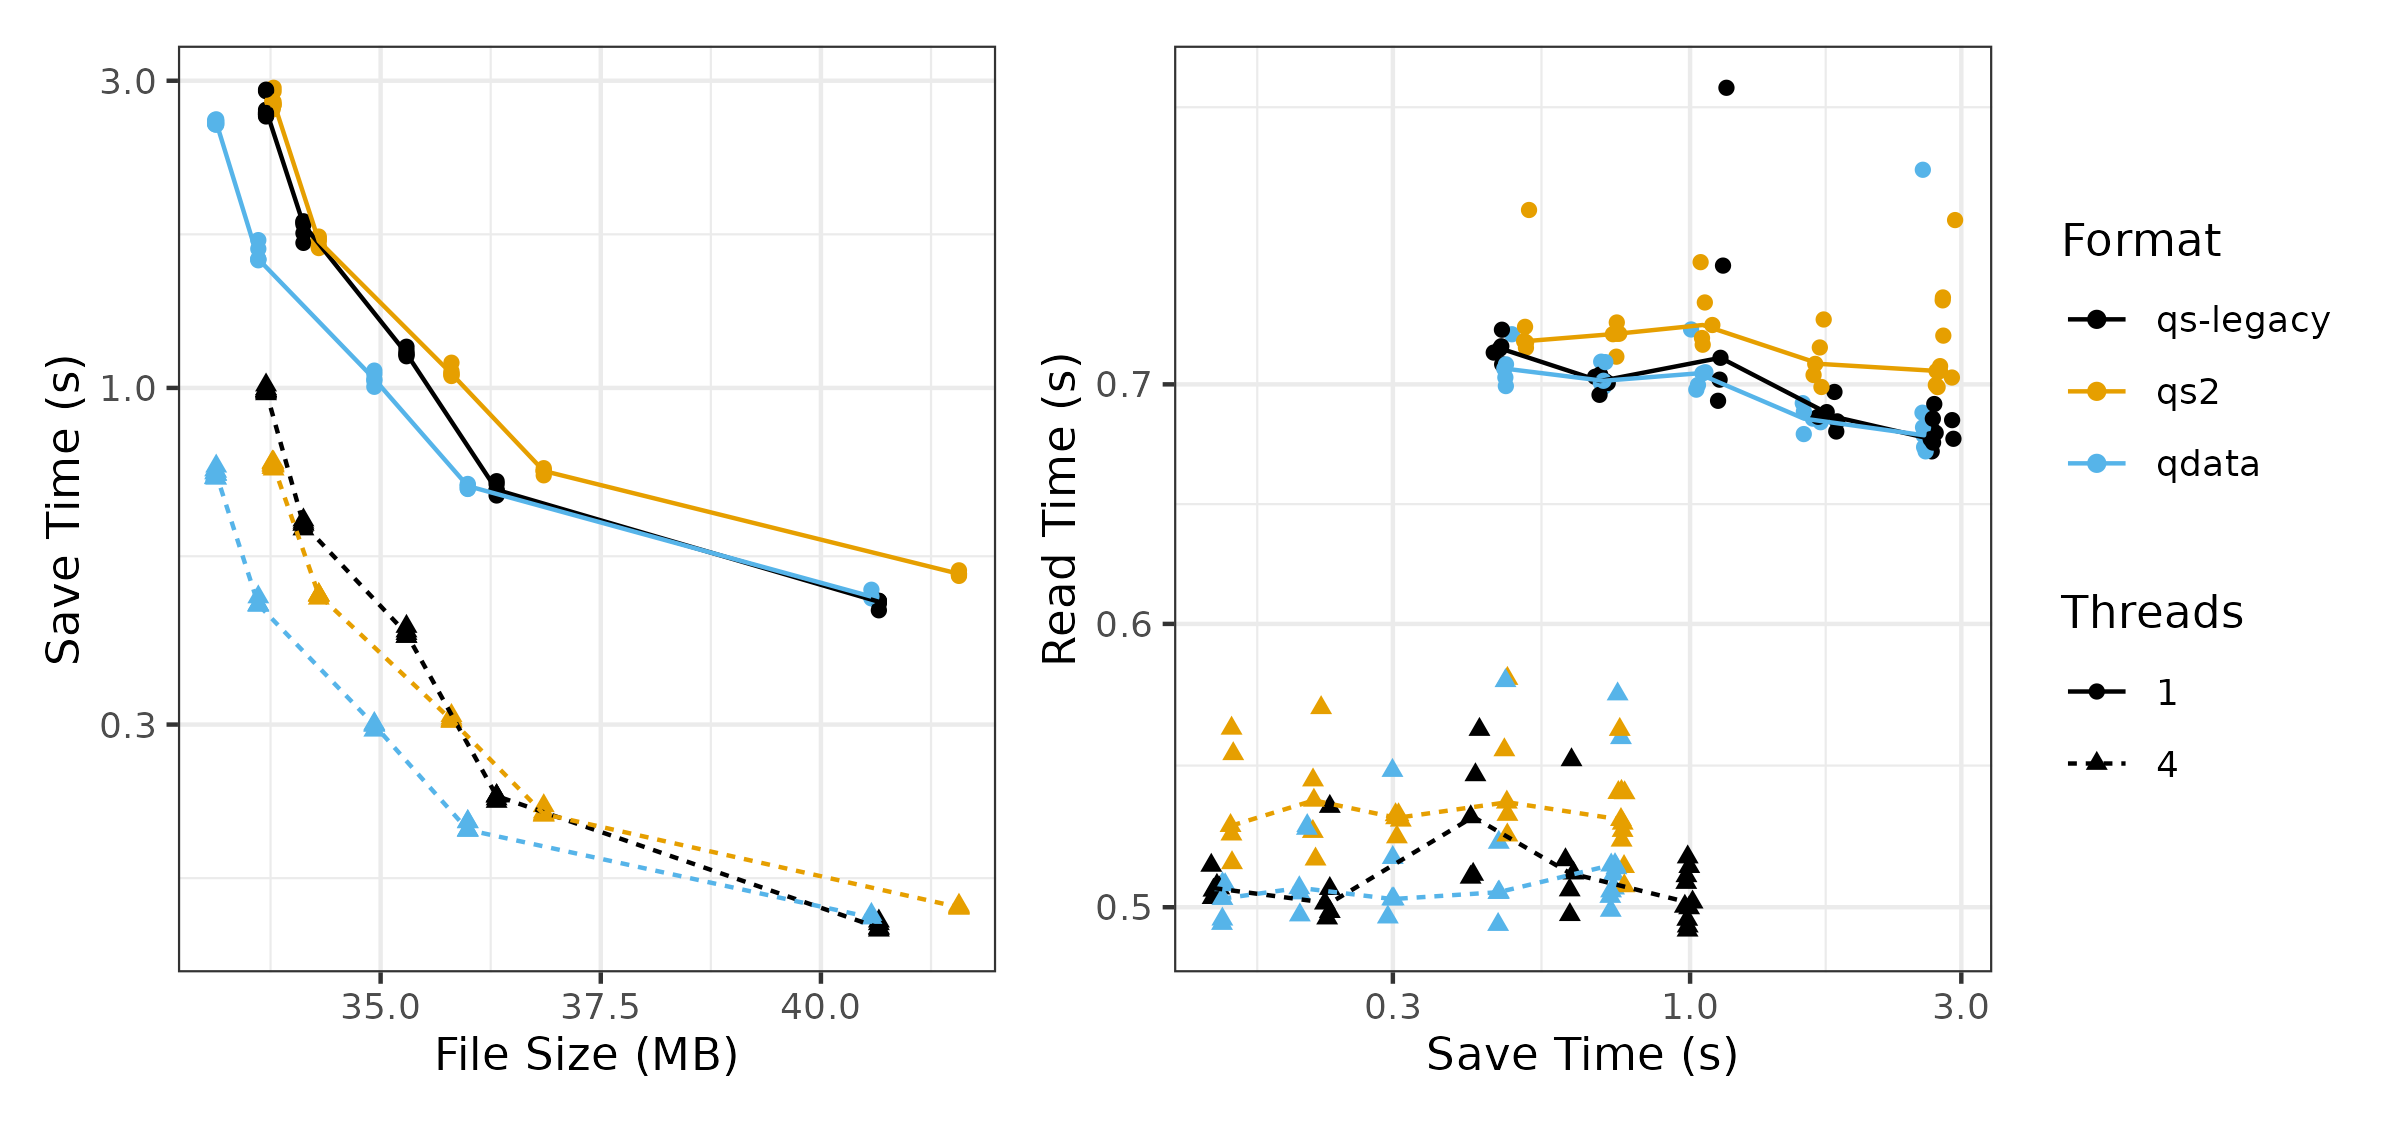 3.0
1.0
0.3
Save Time (s)
35.0 37.5 40.0
File Size (MB)
0.7
0.6
0.5
Read Time (s)
0.3 1.0 3.0
Save Time (s)
Format
qs-legacy
qs2
qdata
Threads
1
4